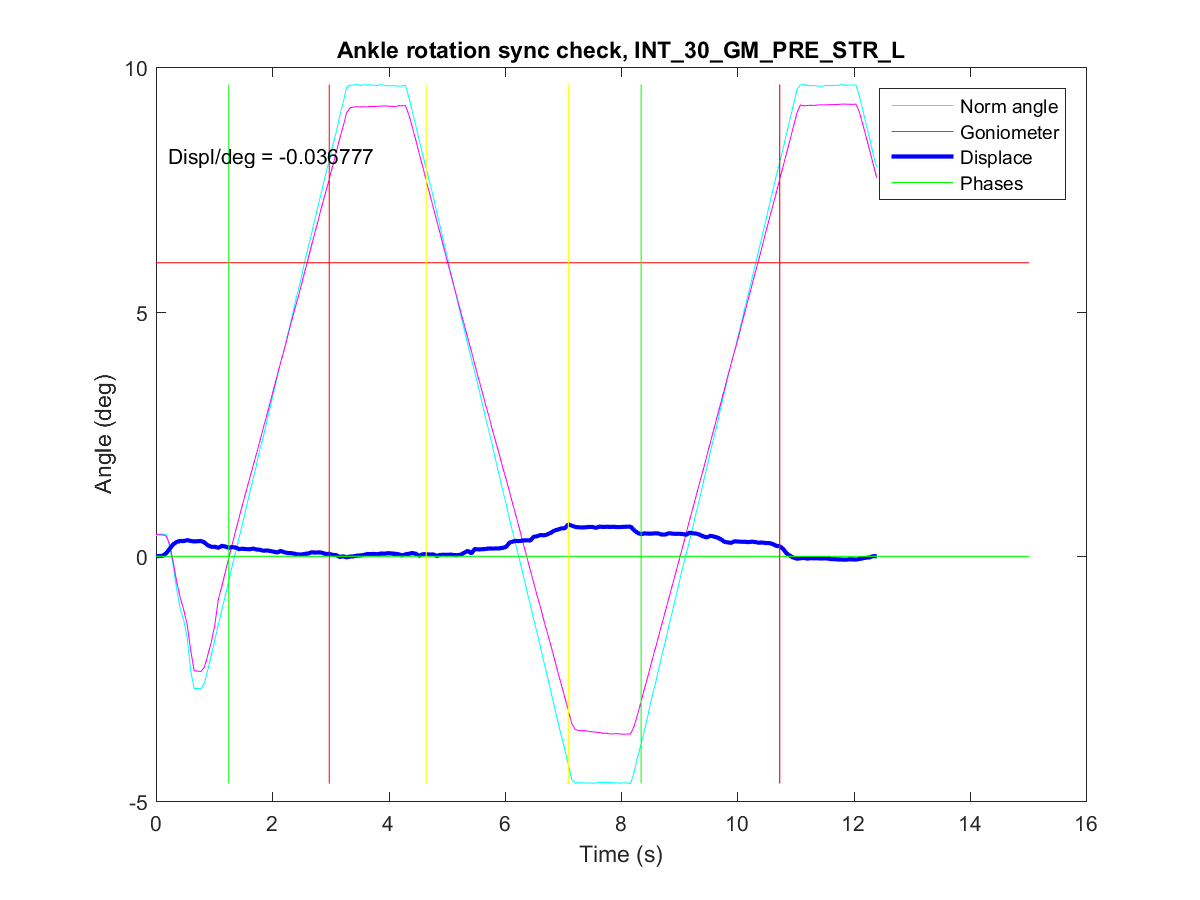 Ankle rotation sync check, INT_30_GM_PRE_STR_L
10
5
0
-5
Angle (deg)
Displ/deg = -0.036777
Norm angle
Goniometer
Displace
Phases
0 2 4 6 8 10 12 14 16
Time (s)